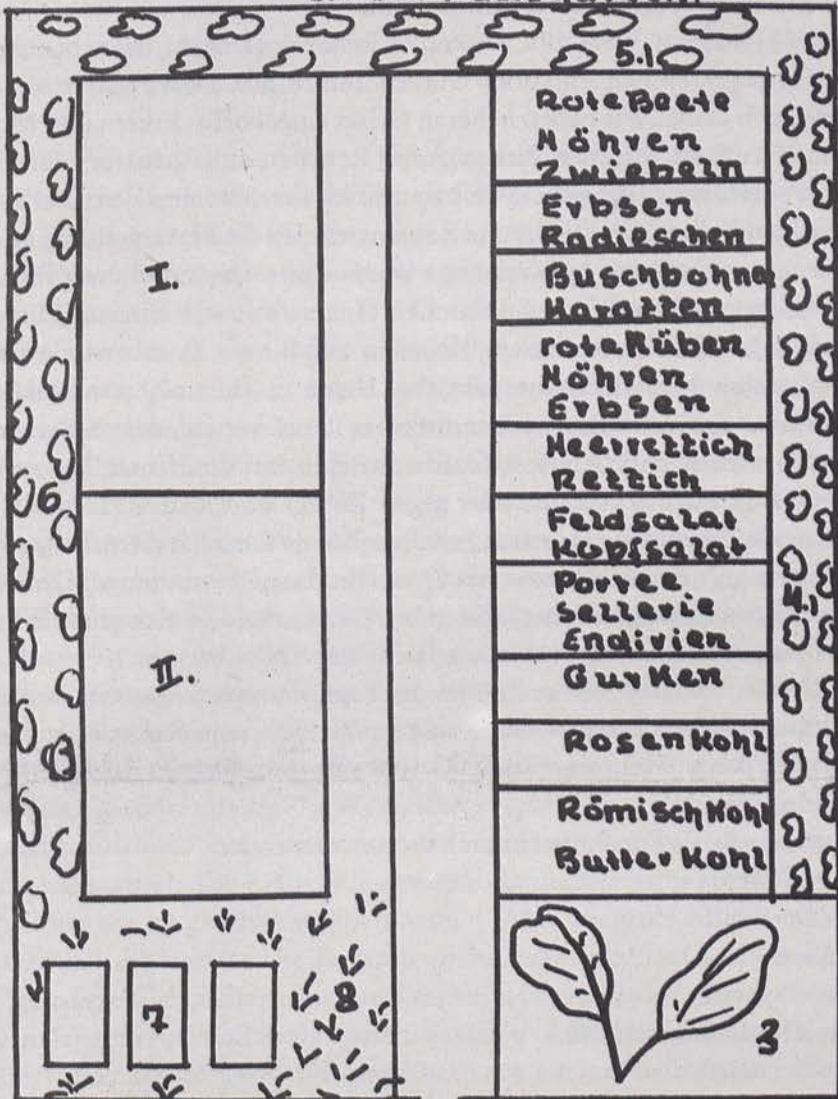 5.1
Rote Beete
Möhren
Zwiebeln
Erbsen
Radieschen
I.
Buschbohne
Karotten
rote Rüben
Möhren
Erbsen
Meerrettich
Rettich
6
Feldsalat
Kopfsalat
Porree
Sellerie
Endivien
4.
II.
Gurken
Rosenkohl
Römischkohl
Butterkohl
7
8
3